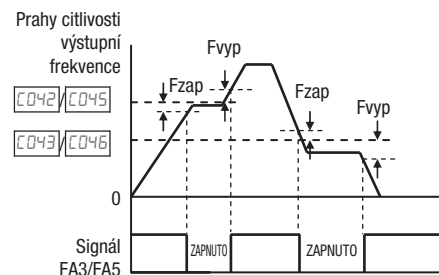 Prahy citlivosti
výstupní
frekvence
C042/C045
C043/C046
Fzap
Fvyp
Fzap
Fvyp
0
Signál
FA3/FA5
ZAPNUTO
ZAPNUTO